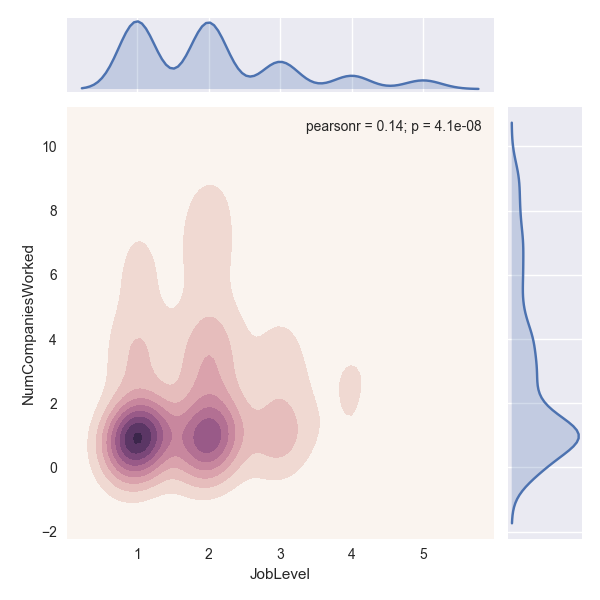 pearsonr = 0.14; p = 4.1e-08
10
8
6
4
2
0
−2
NumCompaniesWorked
1 2 3 4 5
JobLevel